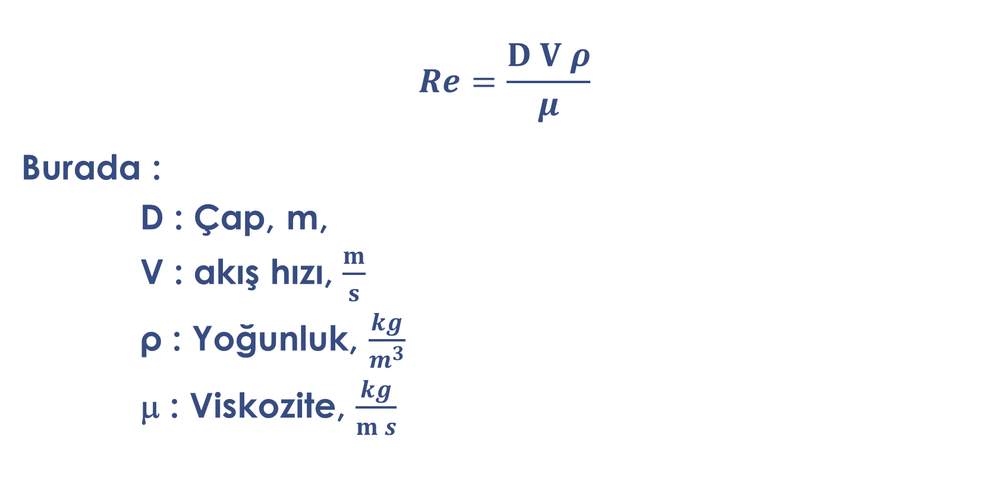 Re = D V ρ / μ
Burada :
D : Çap, m,
V : akış hızı, m/s
ρ : Yoğunluk, kg/m³
μ : Viskozite, kg/m s